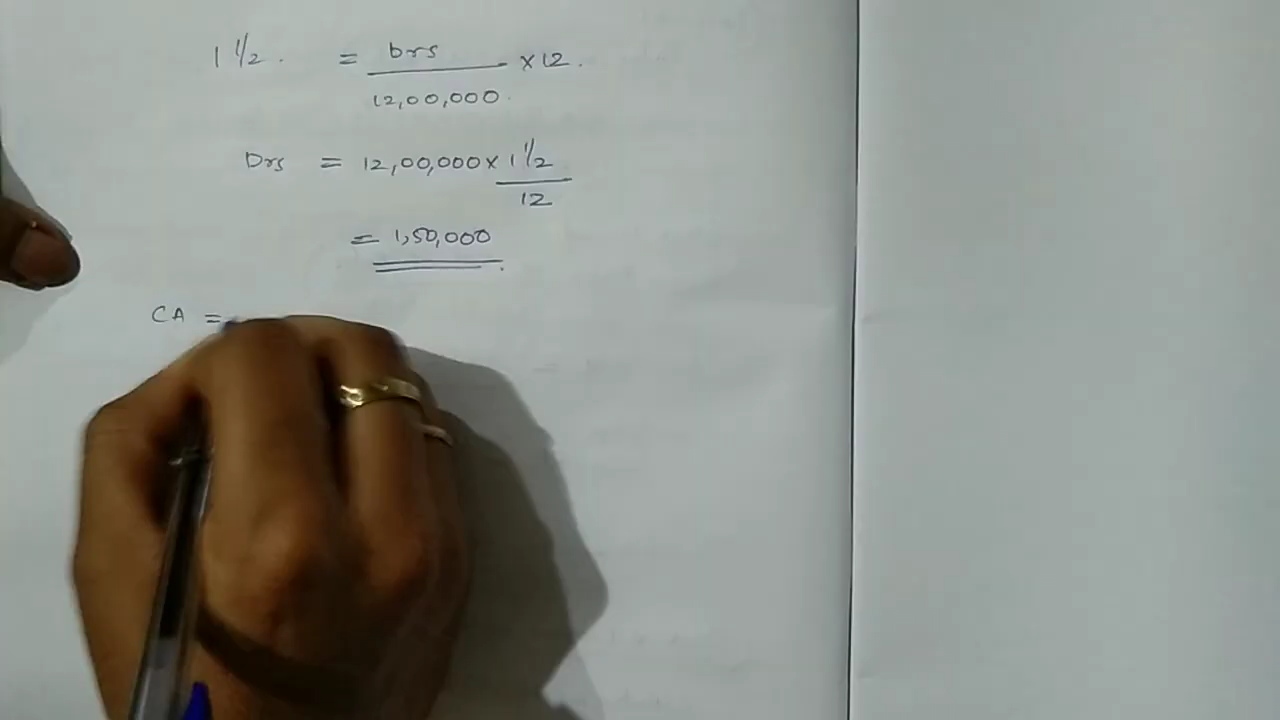 1 1/2. = Drs / 12,00,000. × 12.
Drs = 12,00,000 × 1 1/2 / 12
= 1,50,000.
CA =